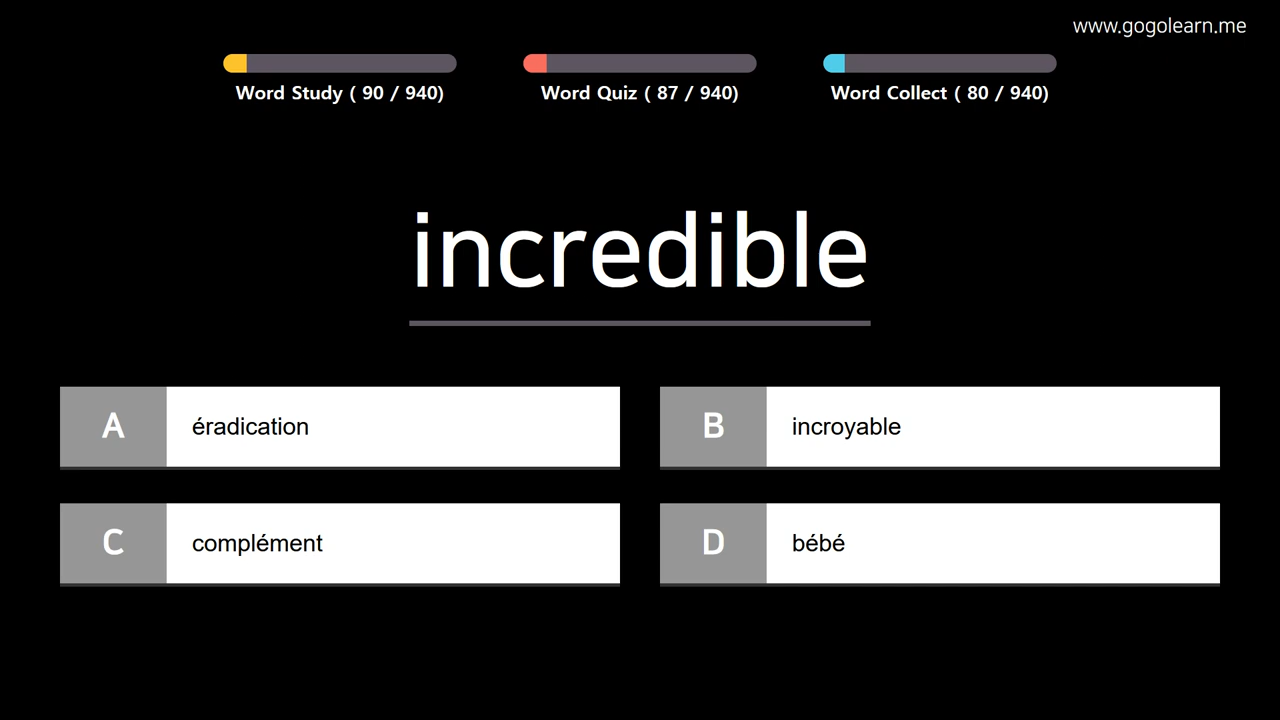 www.gogolearn.me
Word Study ( 90 / 940)
Word Quiz ( 87 / 940)
Word Collect ( 80 / 940)
incredible
A éradication
B incroyable
C complément
D bébé